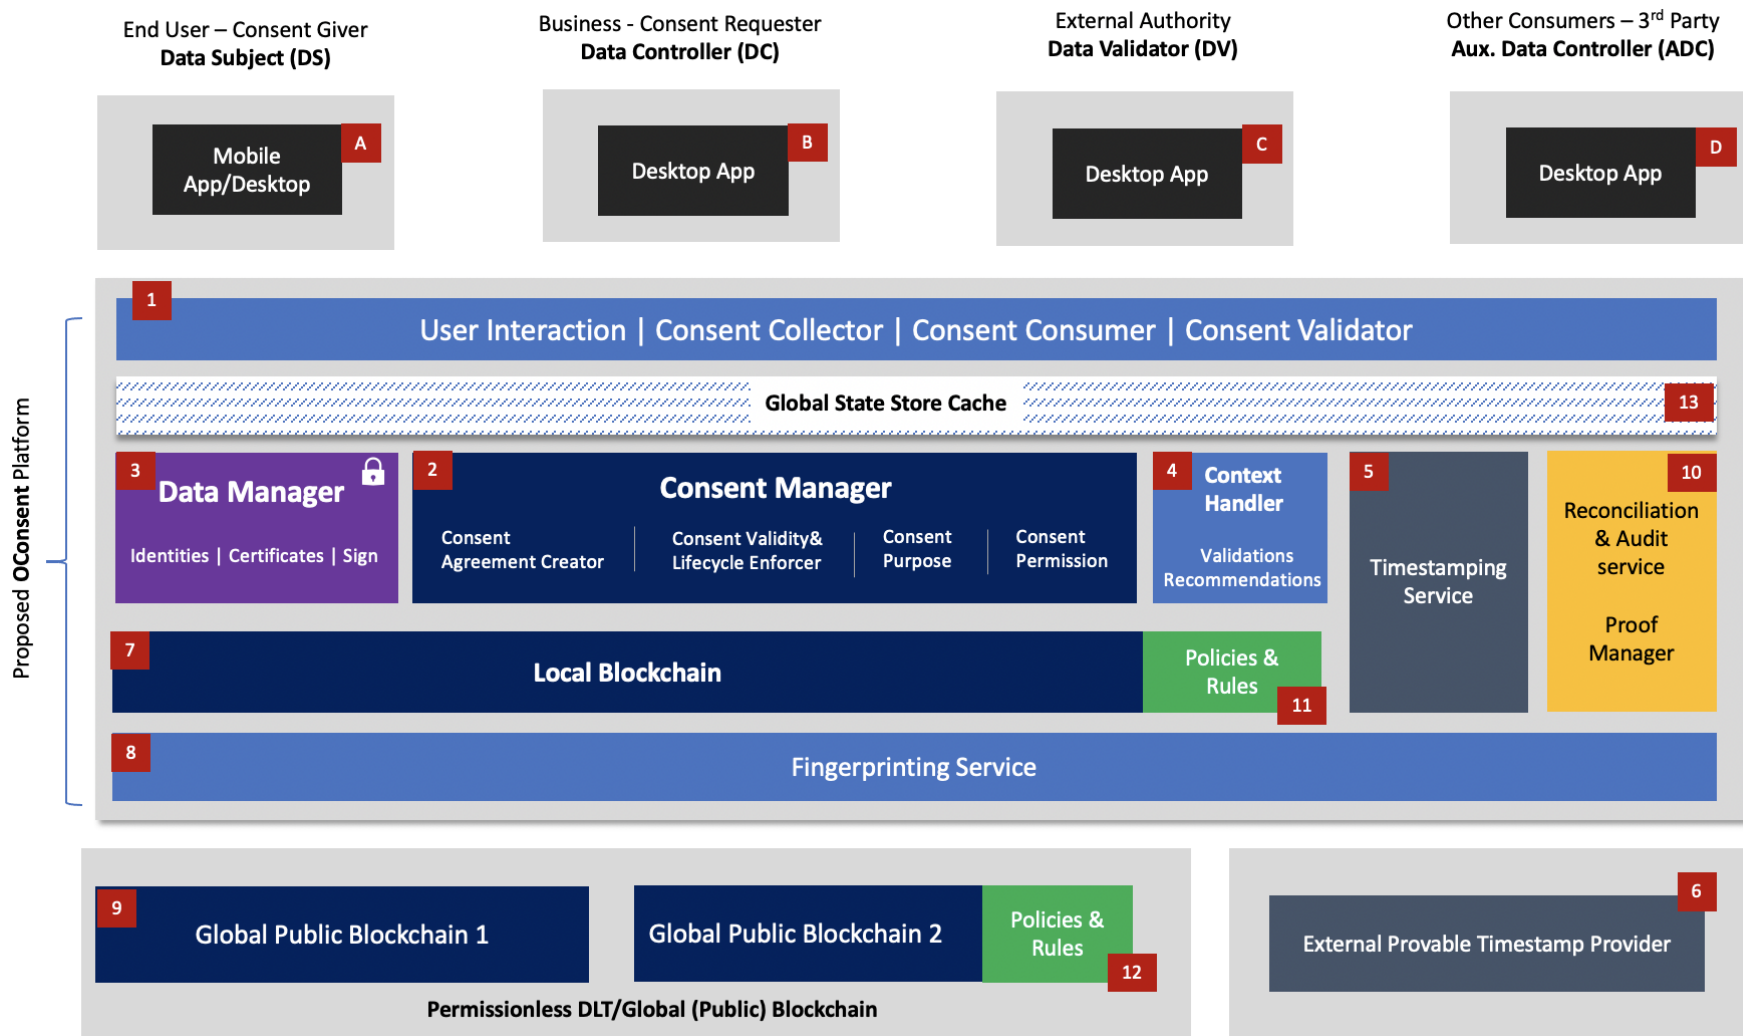 End User – Consent Giver
Data Subject (DS)
Business - Consent Requester
Data Controller (DC)
External Authority
Data Validator (DV)
Other Consumers – 3rd Party
Aux. Data Controller (ADC)
A
Mobile
App/Desktop
B
Desktop App
C
Desktop App
D
Desktop App
Proposed OConsent Platform
1
User Interaction | Consent Collector | Consent Consumer | Consent Validator
Global State Store Cache
13
3
Data Manager
Identities | Certificates | Sign
2
Consent Manager
Consent
Agreement Creator
Consent Validity&
Lifecycle Enforcer
Consent
Purpose
Consent
Permission
4
Context
Handler
Validations
Recommendations
5
Timestamping
Service
10
Reconciliation
& Audit
service
Proof
Manager
7
Local Blockchain
Policies &
Rules
11
8
Fingerprinting Service
9
Global Public Blockchain 1
Global Public Blockchain 2
Policies &
Rules
12
Permissionless DLT/Global (Public) Blockchain
6
External Provable Timestamp Provider